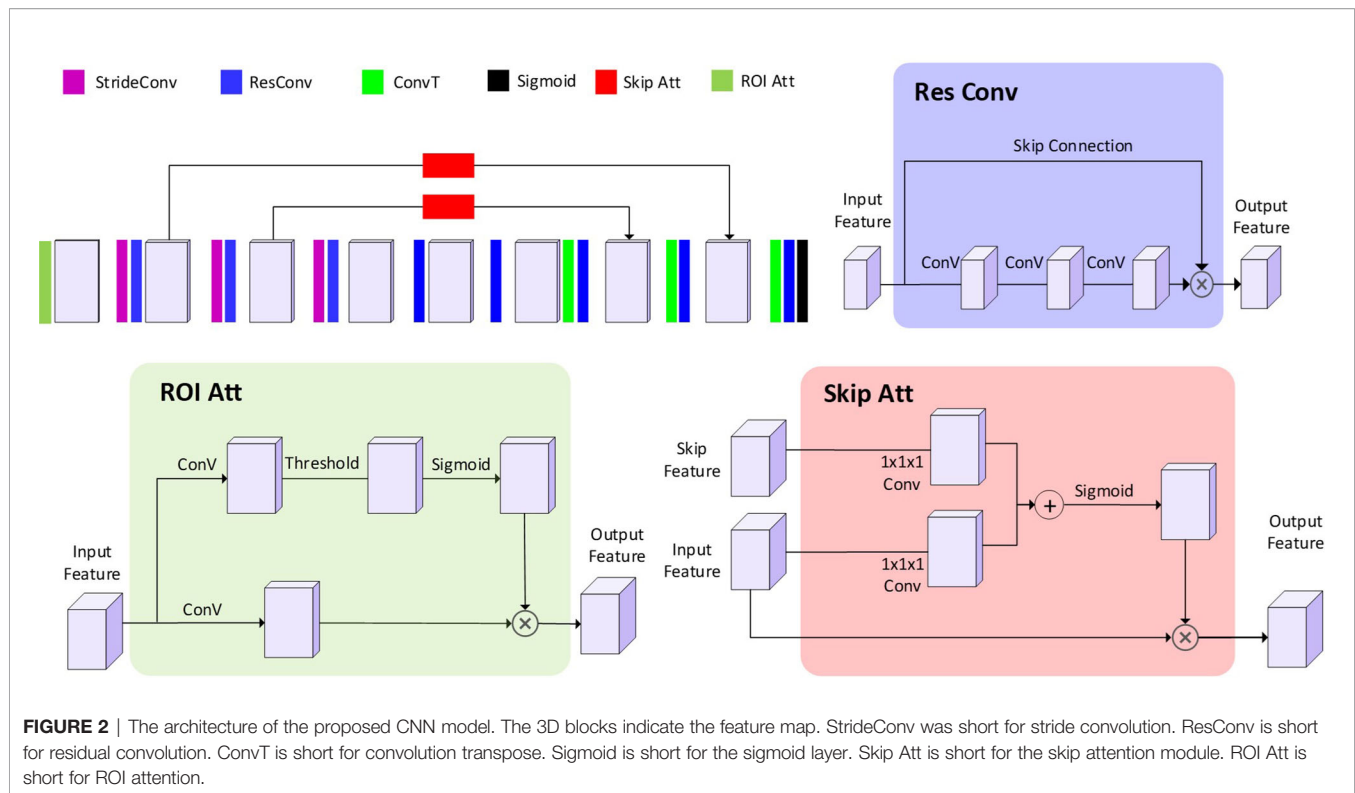 StrideConv ResConv ConvT Sigmoid Skip Att ROI Att
Res Conv
Skip Connection
Input
Feature
ConV ConV ConV
Output
Feature
ROI Att
ConV Threshold Sigmoid
Input
Feature
ConV
Output
Feature
Skip Att
Skip
Feature
1x1x1
Conv
Sigmoid
Input
Feature
1x1x1
Conv
Output
Feature
FIGURE 2 | The architecture of the proposed CNN model. The 3D blocks indicate the feature map. StrideConv was short for stride convolution. ResConv is short
for residual convolution. ConvT is short for convolution transpose. Sigmoid is short for the sigmoid layer. Skip Att is short for the skip attention module. ROI Att is
short for ROI attention.